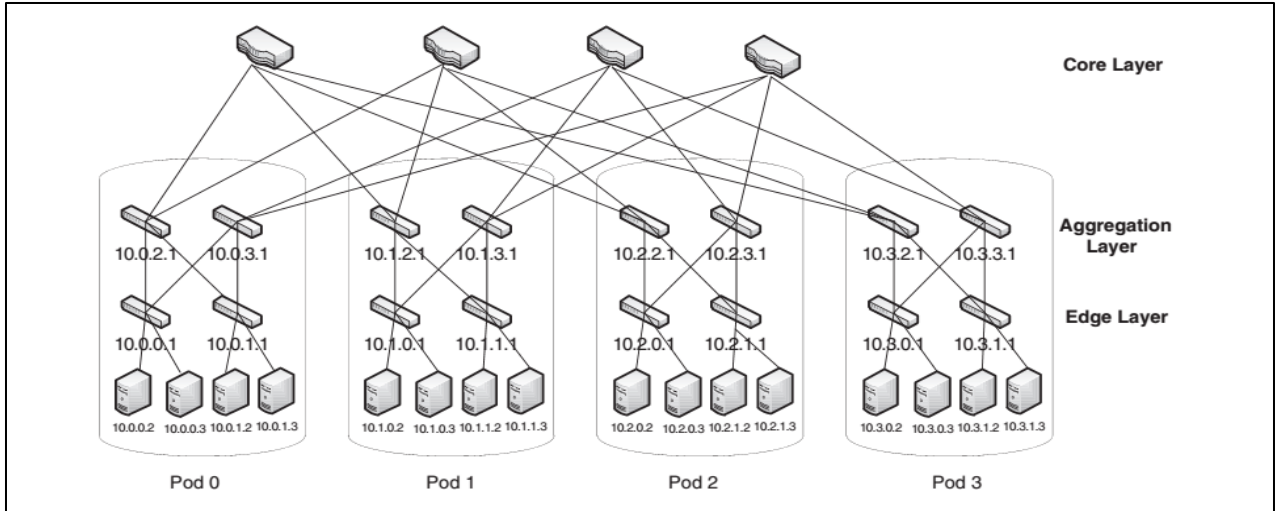 Core Layer
10.0.2.1 10.0.3.1 10.1.2.1 10.1.3.1 10.2.2.1 10.2.3.1 10.3.2.1 10.3.3.1
Aggregation
Layer
10.0.0.1 10.0.1.1 10.1.0.1 10.1.1.1 10.2.0.1 10.2.1.1 10.3.0.1 10.3.1.1
Edge Layer
10.0.0.2 10.0.0.3 10.0.1.2 10.0.1.3 10.1.0.2 10.1.0.3 10.1.1.2 10.1.1.3 10.2.0.2 10.2.0.3 10.2.1.2 10.2.1.3 10.3.0.2 10.3.0.3 10.3.1.2 10.3.1.3
Pod 0 Pod 1 Pod 2 Pod 3